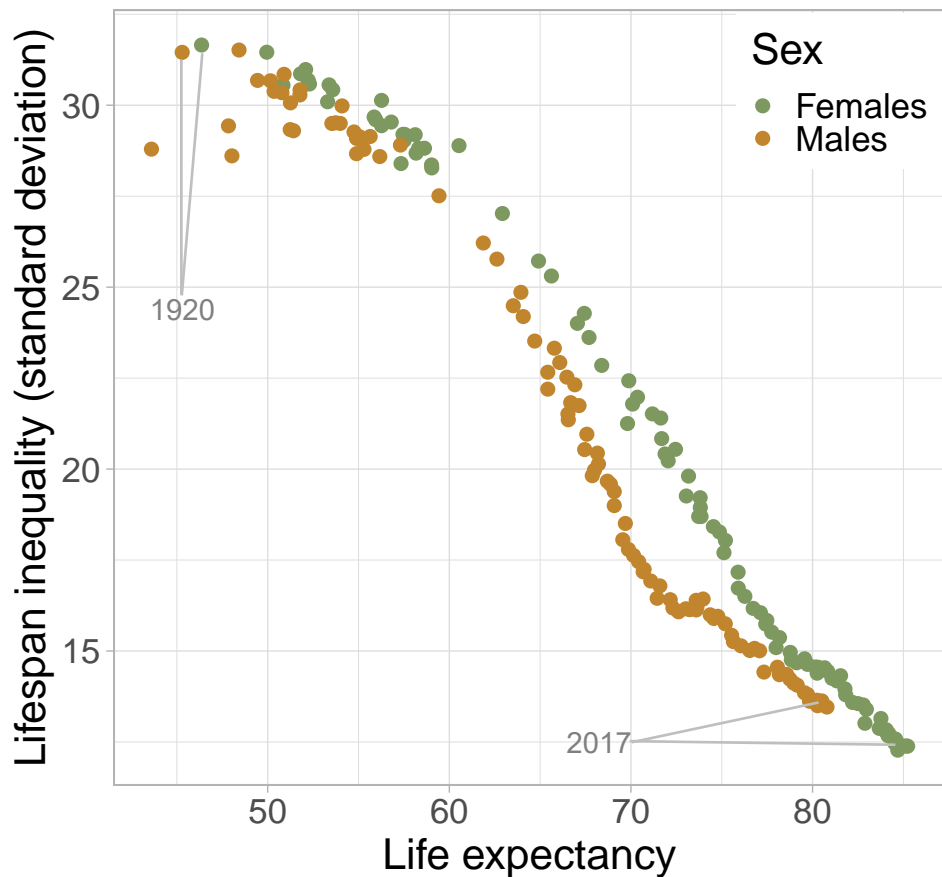 Lifespan inequality (standard deviation)
30
25
20
15
Sex
Females
Males
1920
2017
50
60
70
80
Life expectancy